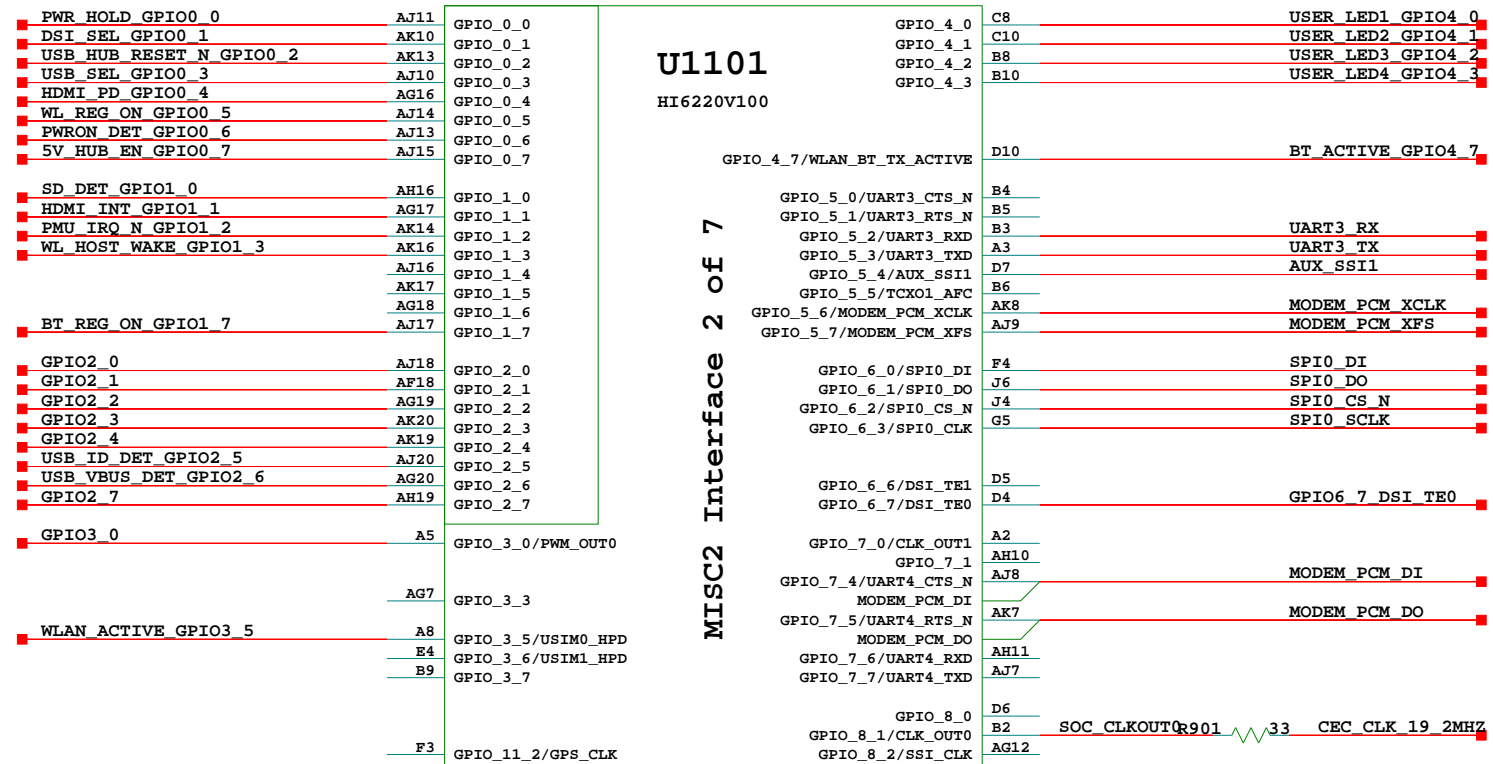 PWR_HOLD_GPIO0_0 AJ11 GPIO_0_0
DSI_SEL_GPIO0_1 AK10 GPIO_0_1
USB_HUB_RESET_N_GPIO0_2 AK13 GPIO_0_2
USB_SEL_GPIO0_3 AJ10 GPIO_0_3
HDMI_PD_GPIO0_4 AG16 GPIO_0_4
WL_REG_ON_GPIO0_5 AJ14 GPIO_0_5
PWRON_DET_GPIO0_6 AJ13 GPIO_0_6
5V_HUB_EN_GPIO0_7 AJ15 GPIO_0_7
SD_DET_GPIO1_0 AH16 GPIO_1_0
HDMI_INT_GPIO1_1 AG17 GPIO_1_1
PMU_IRQ_N_GPIO1_2 AK14 GPIO_1_2
WL_HOST_WAKE_GPIO1_3 AK16 GPIO_1_3
AJ16 GPIO_1_4
AK17 GPIO_1_5
AG18 GPIO_1_6
BT_REG_ON_GPIO1_7 AJ17 GPIO_1_7
GPIO2_0 AJ18 GPIO_2_0
GPIO2_1 AF18 GPIO_2_1
GPIO2_2 AG19 GPIO_2_2
GPIO2_3 AK20 GPIO_2_3
GPIO2_4 AK19 GPIO_2_4
USB_ID_DET_GPIO2_5 AJ20 GPIO_2_5
USB_VBUS_DET_GPIO2_6 AG20 GPIO_2_6
GPIO2_7 AH19 GPIO_2_7
GPIO3_0 A5 GPIO_3_0/PWM_OUT0
AG7 GPIO_3_3
WLAN_ACTIVE_GPIO3_5 A8 GPIO_3_5/USIM0_HPD
E4 GPIO_3_6/USIM1_HPD
B9 GPIO_3_7
F3 GPIO_11_2/GPS_CLK
U1101
HI6220V100
MISC2 Interface 2 of 7
GPIO_4_0 C8 USER_LED1_GPIO4_0
GPIO_4_1 C10 USER_LED2_GPIO4_1
GPIO_4_2 B8 USER_LED3_GPIO4_2
GPIO_4_3 B10 USER_LED4_GPIO4_3
GPIO_4_7/WLAN_BT_TX_ACTIVE D10 BT_ACTIVE_GPIO4_7
GPIO_5_0/UART3_CTS_N B4
GPIO_5_1/UART3_RTS_N B5
GPIO_5_2/UART3_RXD B3 UART3_RX
GPIO_5_3/UART3_TXD A3 UART3_TX
GPIO_5_4/AUX_SSI1 D7 AUX_SSI1
GPIO_5_5/TCXO1_AFC B6
GPIO_5_6/MODEM_PCM_XCLK AK8 MODEM_PCM_XCLK
GPIO_5_7/MODEM_PCM_XFS AJ9 MODEM_PCM_XFS
GPIO_6_0/SPI0_DI F4 SPI0_DI
GPIO_6_1/SPI0_DO J6 SPI0_DO
GPIO_6_2/SPI0_CS_N J4 SPI0_CS_N
GPIO_6_3/SPI0_CLK G5 SPI0_SCLK
GPIO_6_6/DSI_TE1 D5
GPIO_6_7/DSI_TE0 D4 GPIO6_7_DSI_TE0
GPIO_7_0/CLK_OUT1 A2
GPIO_7_1 AH10
GPIO_7_4/UART4_CTS_N AJ8 MODEM_PCM_DI
MODEM_PCM_DI
GPIO_7_5/UART4_RTS_N AK7 MODEM_PCM_DO
MODEM_PCM_DO
GPIO_7_6/UART4_RXD AH11
GPIO_7_7/UART4_TXD AJ7
GPIO_8_0 D6
GPIO_8_1/CLK_OUT0 B2 SOC_CLKOUT0 R901 33 CEC_CLK_19_2MHZ
GPIO_8_2/SSI_CLK AG12